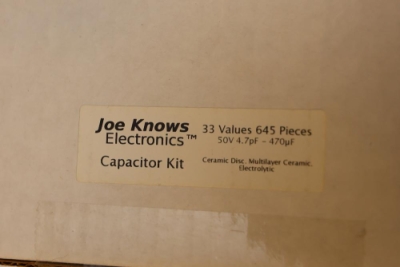 Joe Knows
Electronics™
Capacitor Kit
33 Values 645 Pieces
50V 4.7pF - 470µF
Ceramic Disc, Multilayer Ceramic,
Electrolytic